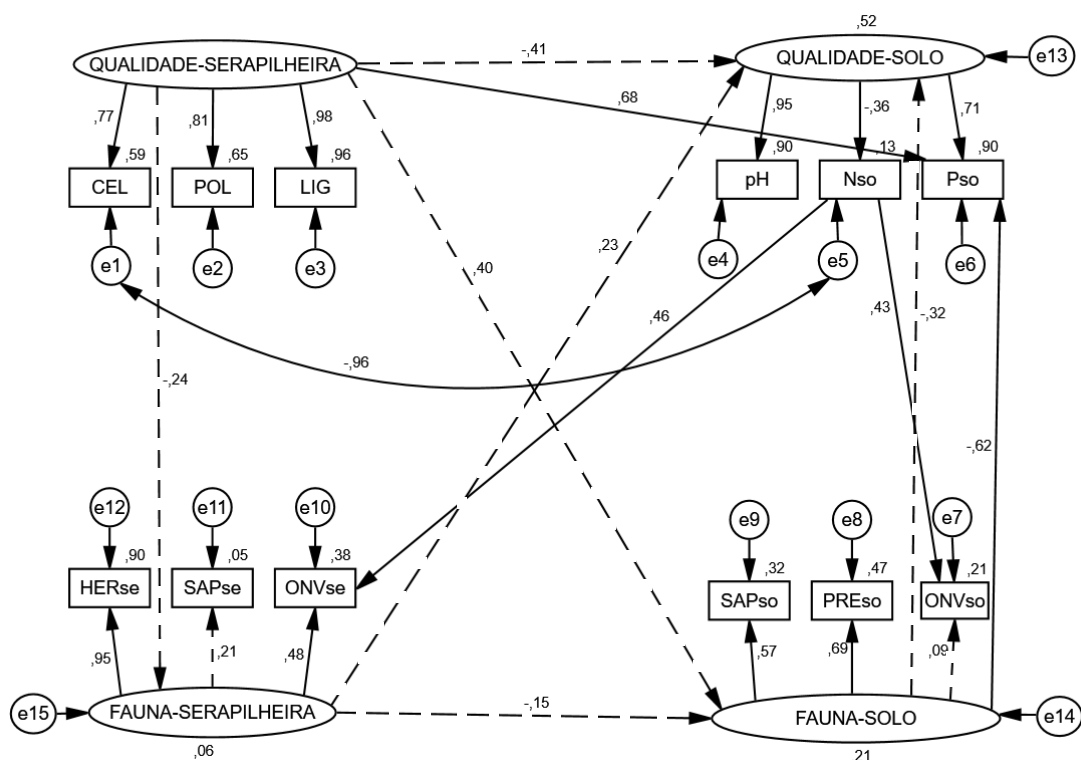 ,52
QUALIDADE-SERAPILHEIRA
-,41
QUALIDADE-SOLO
e13
,77
,81
,98
,68
,95
-,36
,71
,59
,65
,96
,90
,13
,90
CEL
POL
LIG
pH
Nso
Pso
e1
e2
e3
,40
,23
e4
e5
e6
,46
,43
-,32
-,96
-,24
-,62
e12
e11
e10
e9
e8
e7
,90
,05
,38
,32
,47
,21
HERse
SAPse
ONVse
SAPso
PREso
ONVso
,95
,21
,48
,57
,69
,09
e15
FAUNA-SERAPILHEIRA
-,15
FAUNA-SOLO
e14
,06
,21